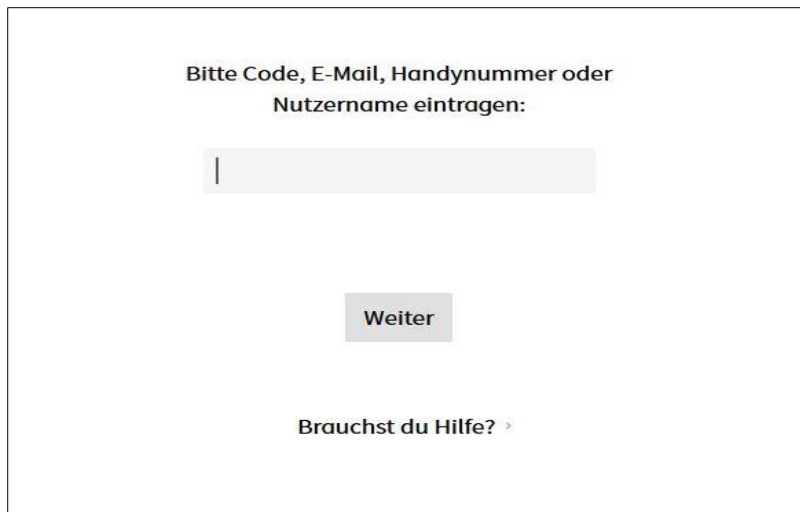 Bitte Code, E-Mail, Handynummer oder
Nutzername eintragen:
Weiter
Brauchst du Hilfe? ›